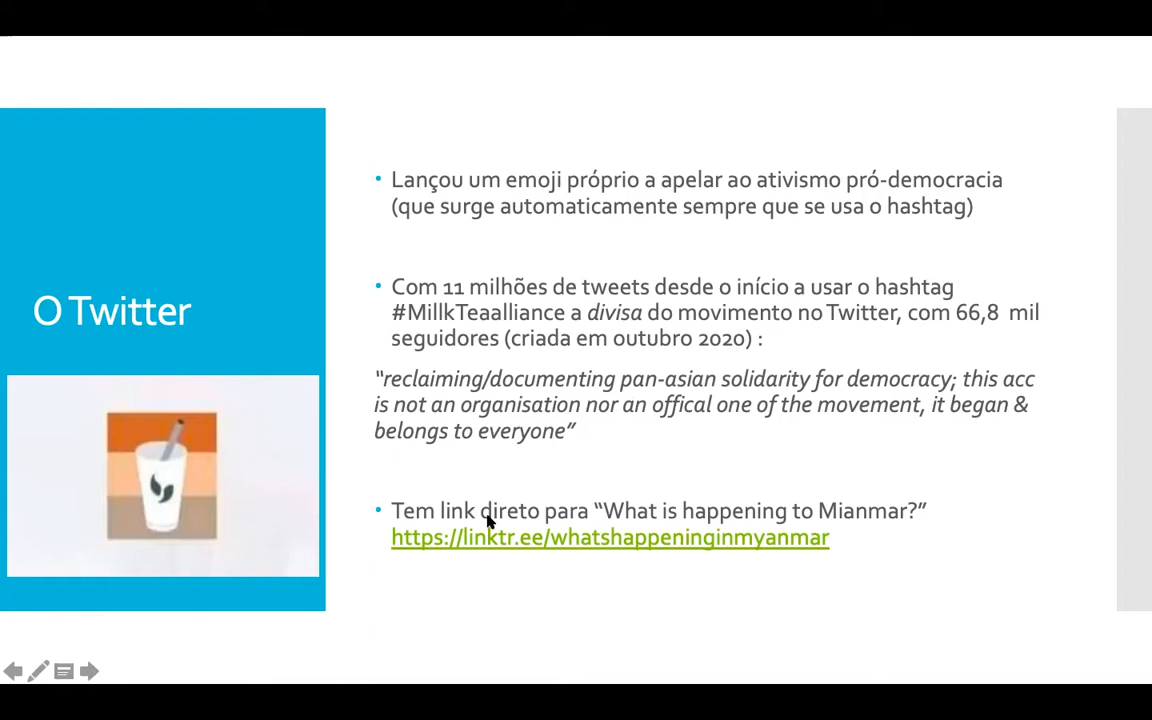 O Twitter
• Lançou um emoji próprio a apelar ao ativismo pró-democracia
(que surge automaticamente sempre que se usa o hashtag)
• Com 11 milhões de tweets desde o início a usar o hashtag
#MillkTeaalliance a divisa do movimento no Twitter, com 66,8 mil
seguidores (criada em outubro 2020) :
“reclaiming/documenting pan-asian solidarity for democracy; this acc
is not an organisation nor an offical one of the movement, it began &
belongs to everyone”
• Tem link direto para “What is happening to Mianmar?”
https://linktr.ee/whatshappeninginmyanmar